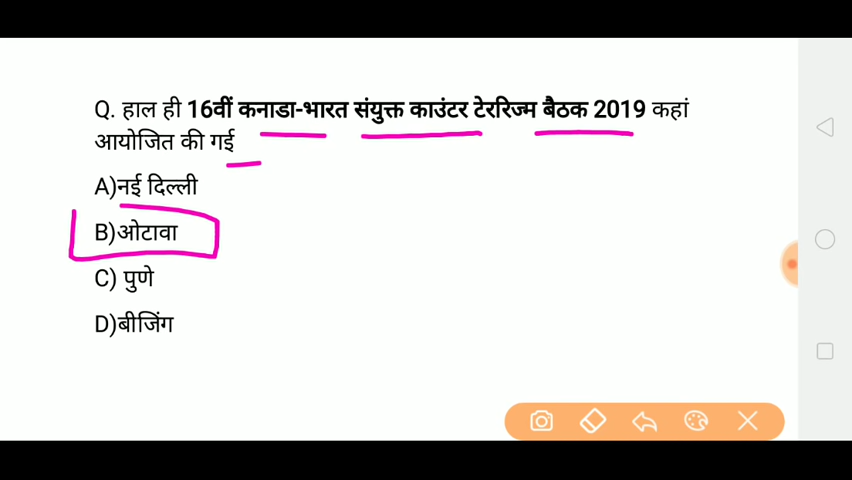 Q. हाल ही 16वीं कनाडा-भारत संयुक्त काउंटर टेररिज्म बैठक 2019 कहां
आयोजित की गई
A)नई दिल्ली
B)ओटावा
C) पुणे
D)बीजिंग